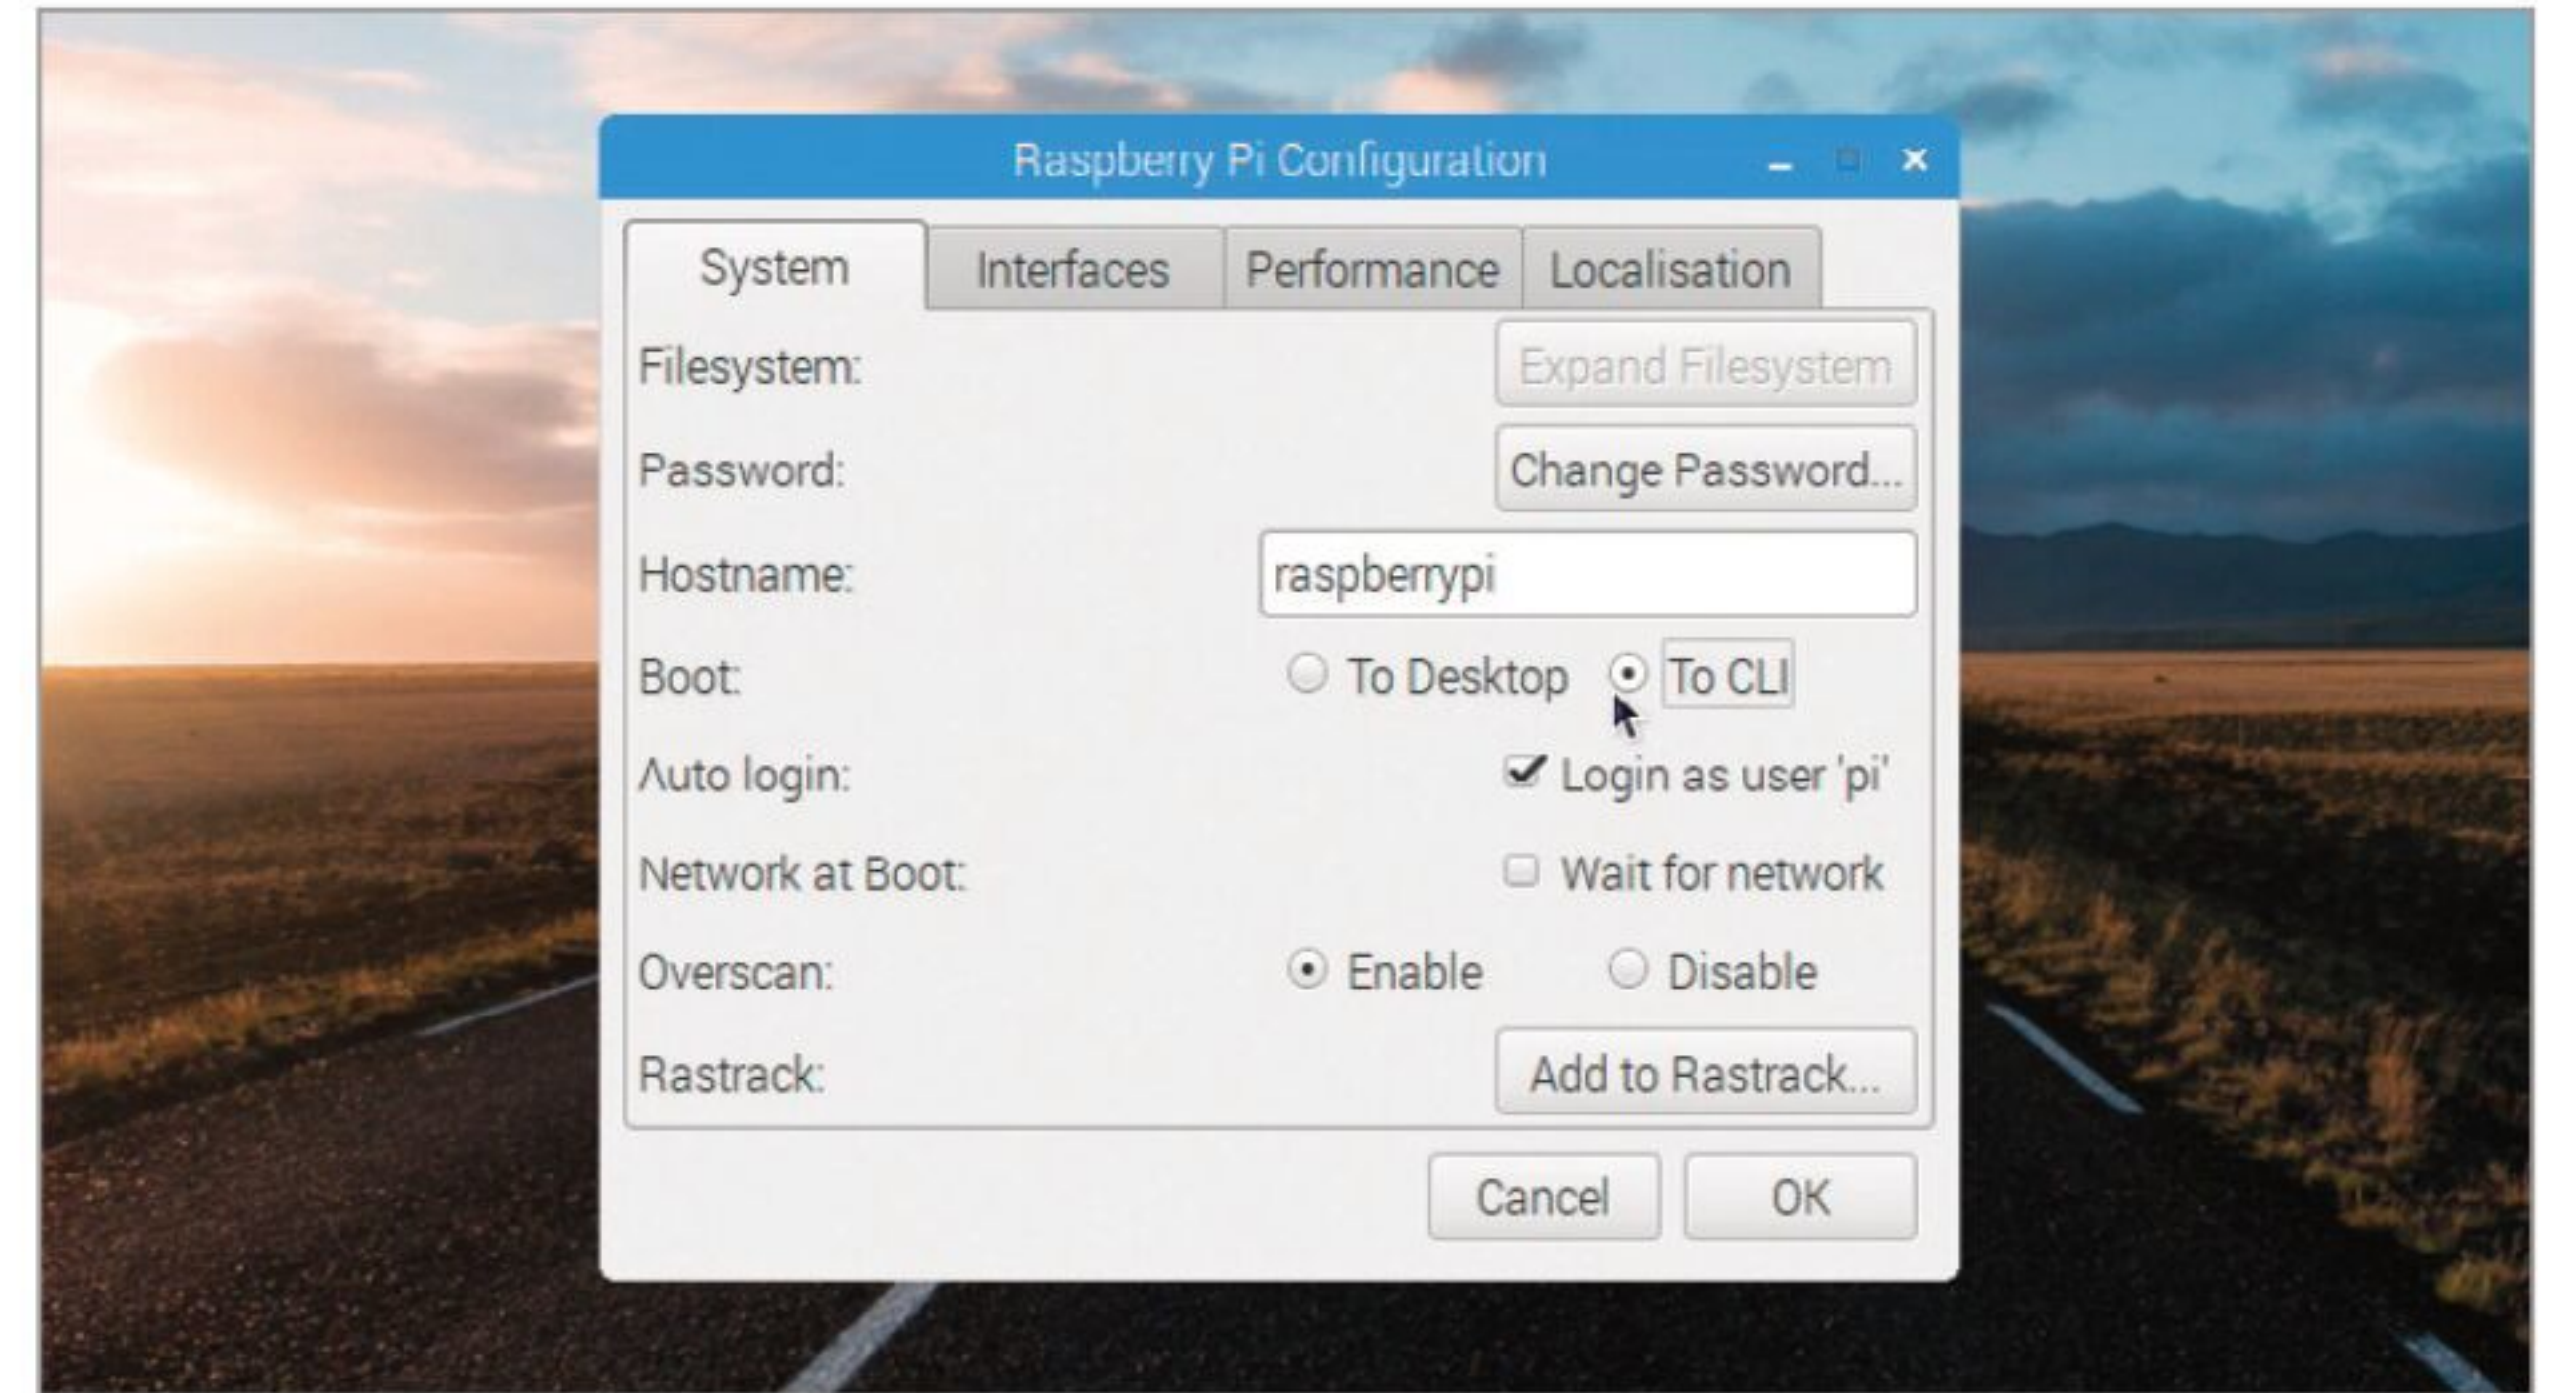 Raspberry Pi Configuration
System Interfaces Performance Localisation
Filesystem: Expand Filesystem
Password: Change Password...
Hostname: raspberrypi
Boot: To Desktop To CLI
Auto login: Login as user 'pi'
Network at Boot: Wait for network
Overscan: Enable Disable
Rastrack: Add to Rastrack...
Cancel OK